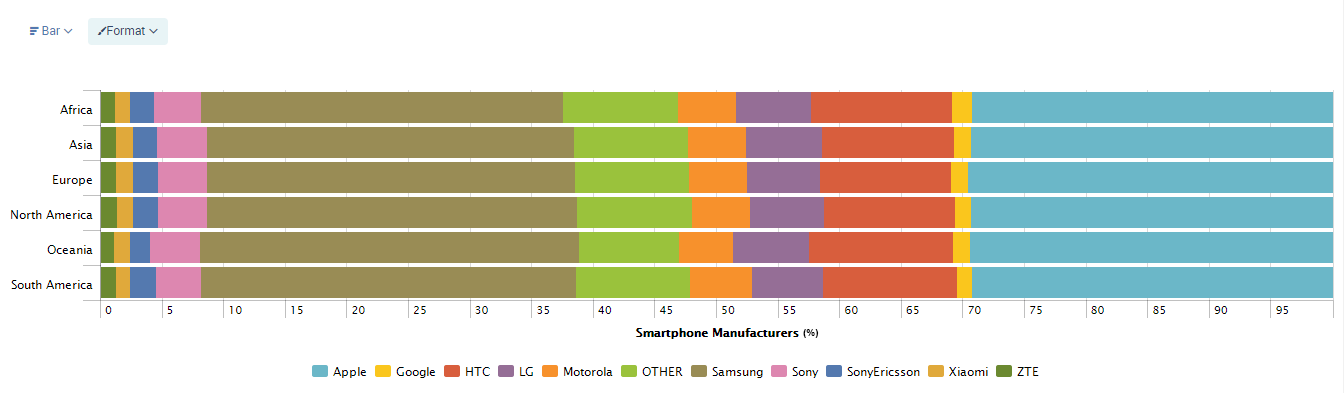 Bar Format
Africa
Asia
Europe
North America
Oceania
South America
0 5 10 15 20 25 30 35 40 45 50 55 60 65 70 75 80 85 90 95
Smartphone Manufacturers (%)
Apple Google HTC LG Motorola OTHER Samsung Sony SonyEricsson Xiaomi ZTE